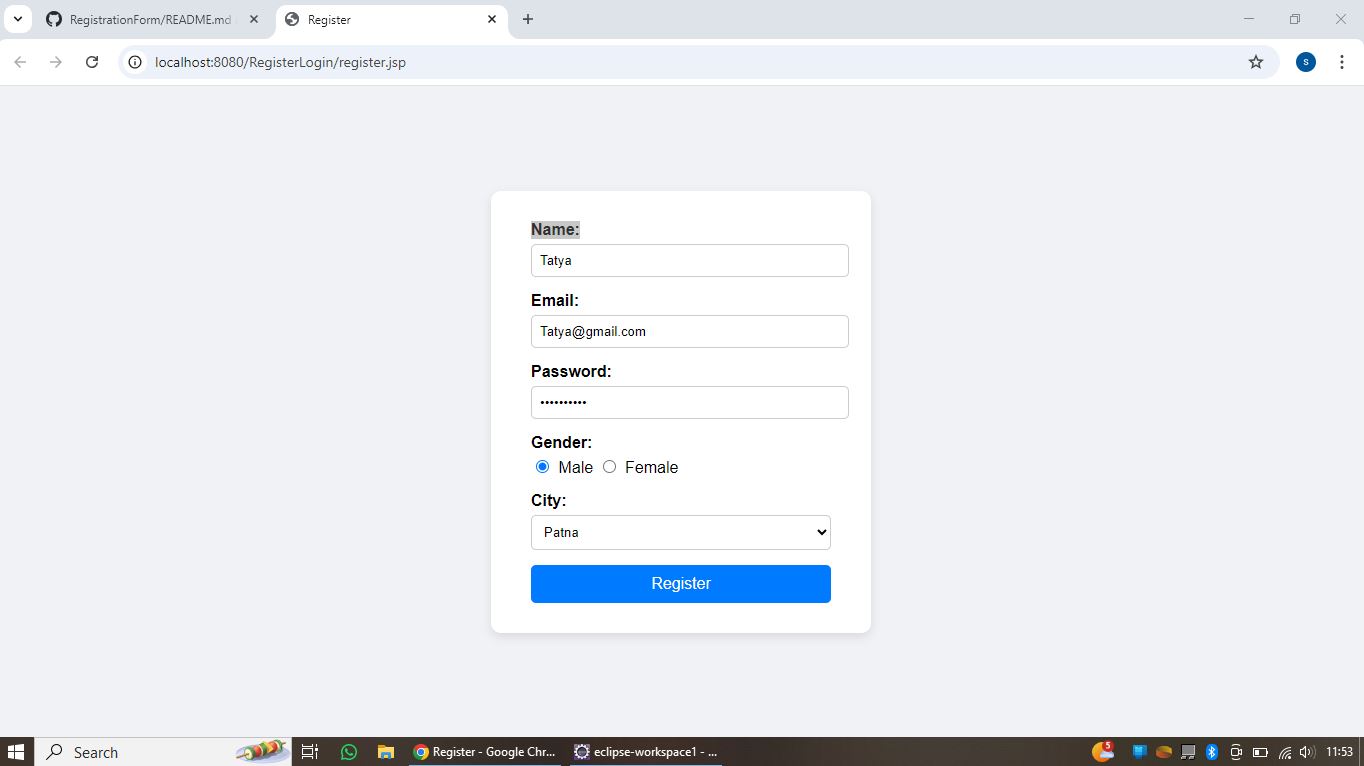 RegistrationForm/README.md
Register
localhost:8080/RegisterLogin/register.jsp
s
Name:
Tatya
Email:
Tatya@gmail.com
Password:
••••••••••
Gender:
Male Female
City:
Patna
Register
Search
Register - Google Chr...
eclipse-workspace1 - ...
5
11:53